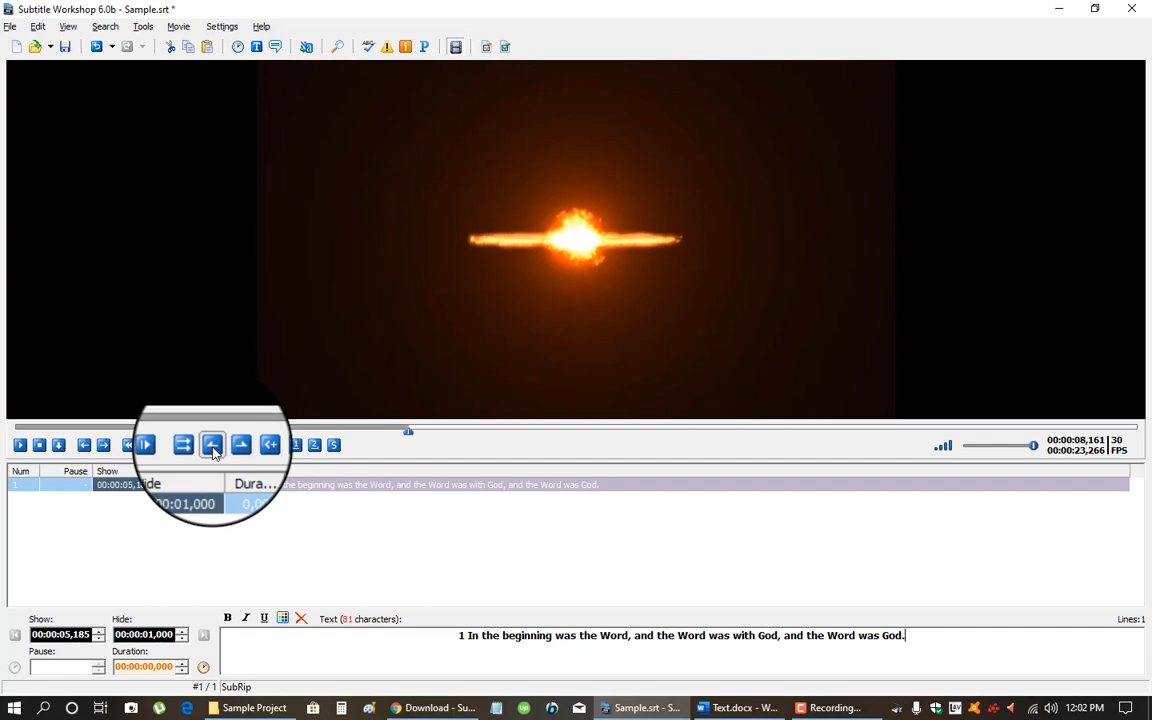 Subtitle Workshop 6.0b - Sample.srt *
File Edit View Search Tools Movie Settings Help
00:00:08,161 30
00:00:23,266 FPS
Num Pause Show
ide Dura...
1 - 00:00:05,1 beginning was the Word, and the Word was with God, and the Word was God.
00:01,000
Show: Hide: B I U Text (81 characters): Lines:1
00:00:05,185 00:00:01,000 1 In the beginning was the Word, and the Word was with God, and the Word was God.
Pause: Duration:
00:00:00,000
#1 / 1 SubRip
Sample Project Download - Su... Sample.srt - S... Text.docx - W... Recording... 12:02 PM